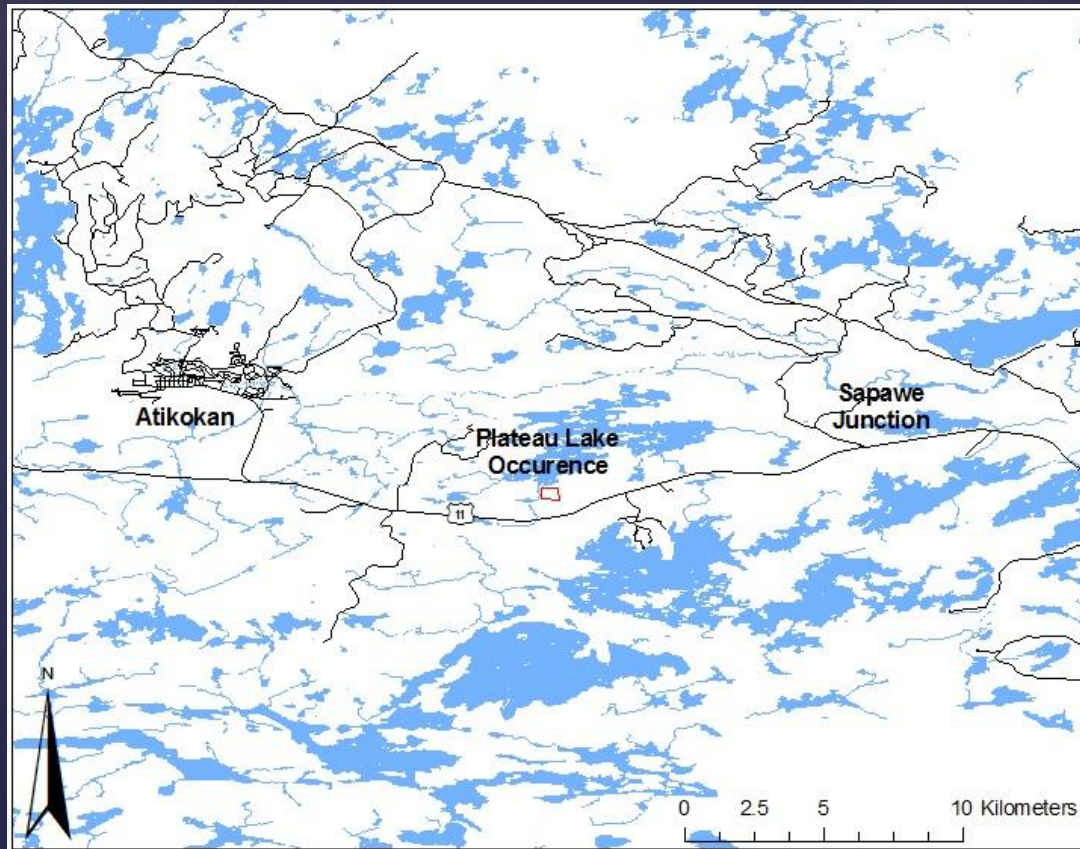 Atikokan
Sapawe
Junction
Plateau Lake
Occurence
11
N
0 2.5 5 10 Kilometers